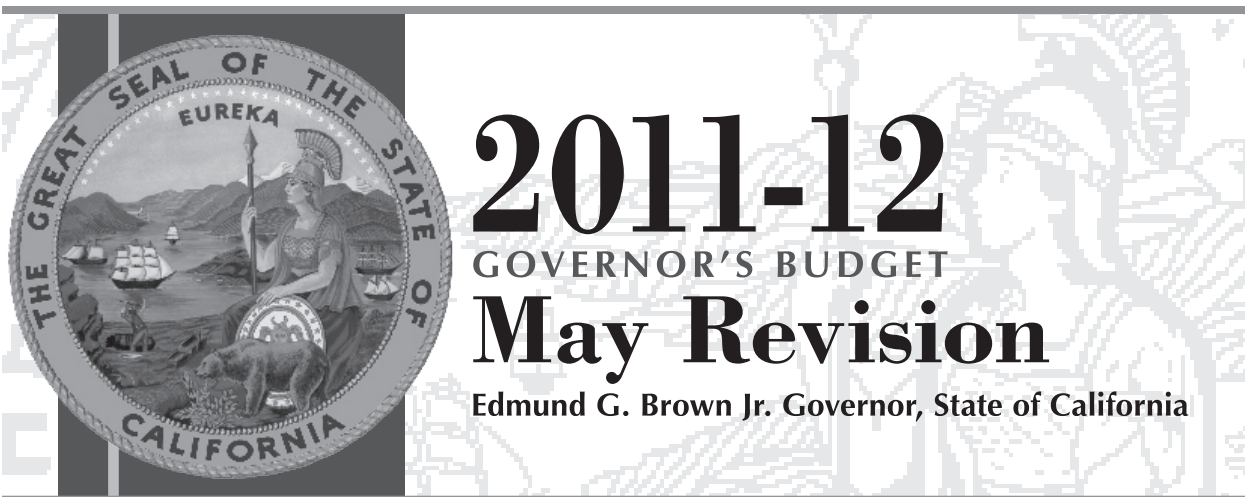 THE GREAT SEAL OF THE STATE OF CALIFORNIA
EUREKA
2011-12
GOVERNOR'S BUDGET
May Revision
Edmund G. Brown Jr. Governor, State of California